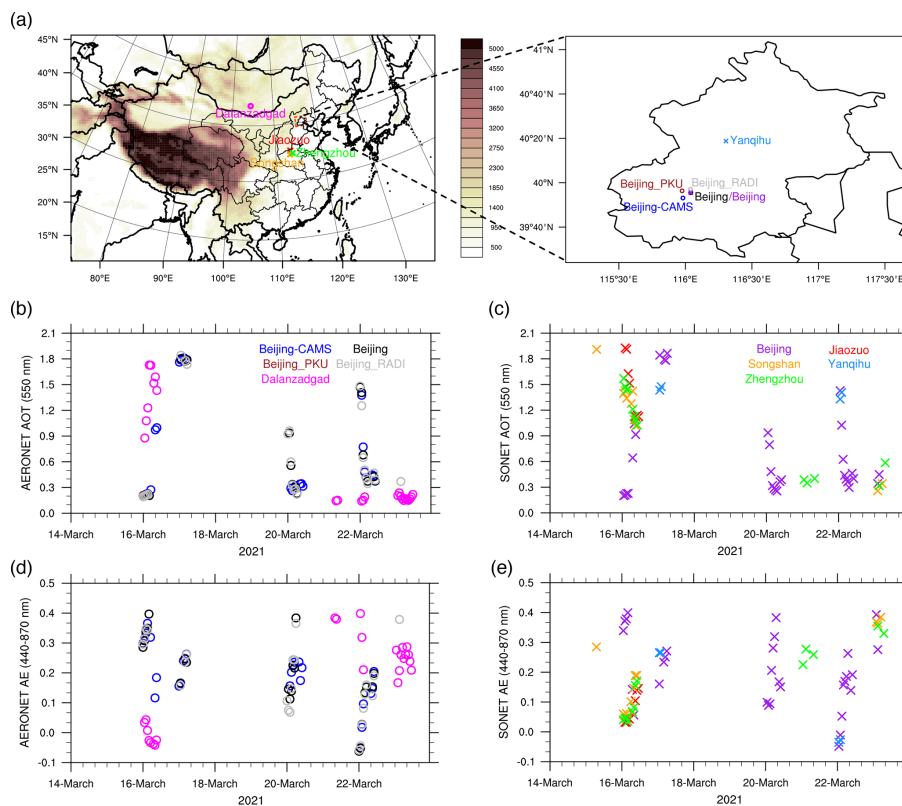 (a)
45°N
40°N
35°N
30°N
25°N
20°N
15°N
80°E
90°E
100°E
110°E
120°E
130°E
Dalanzadgad
Jiaozuo
Zhengzhou
Songshan
5000
4550
3900
3300
2700
2300
1800
1400
950
500
41°N
40°40'N
40°20'N
40°N
39°40'N
115°30'E
116°E
116°30'E
117°E
117°30'E
Yanqihu
Beijing_PKU
Beijing_RADI
Beijing/Beijing
Beijing-CAMS
(b)
AERONET AOT (550 nm)
2.1
1.8
1.5
1.2
0.9
0.6
0.3
0.0
Beijing-CAMS
Beijing
Beijing_PKU
Beijing_RADI
Dalanzadgad
14-March
16-March
18-March
20-March
22-March
2021
(c)
SONET AOT (550 nm)
2.1
1.8
1.5
1.2
0.9
0.6
0.3
0.0
Beijing
Jiaozuo
Songshan
Yanqihu
Zhengzhou
14-March
16-March
18-March
20-March
22-March
2021
(d)
AERONET AE (440-870 nm)
0.5
0.4
0.3
0.2
0.1
0.0
-0.1
14-March
16-March
18-March
20-March
22-March
2021
(e)
SONET AE (440-870 nm)
0.5
0.4
0.3
0.2
0.1
0.0
-0.1
14-March
16-March
18-March
20-March
22-March
2021